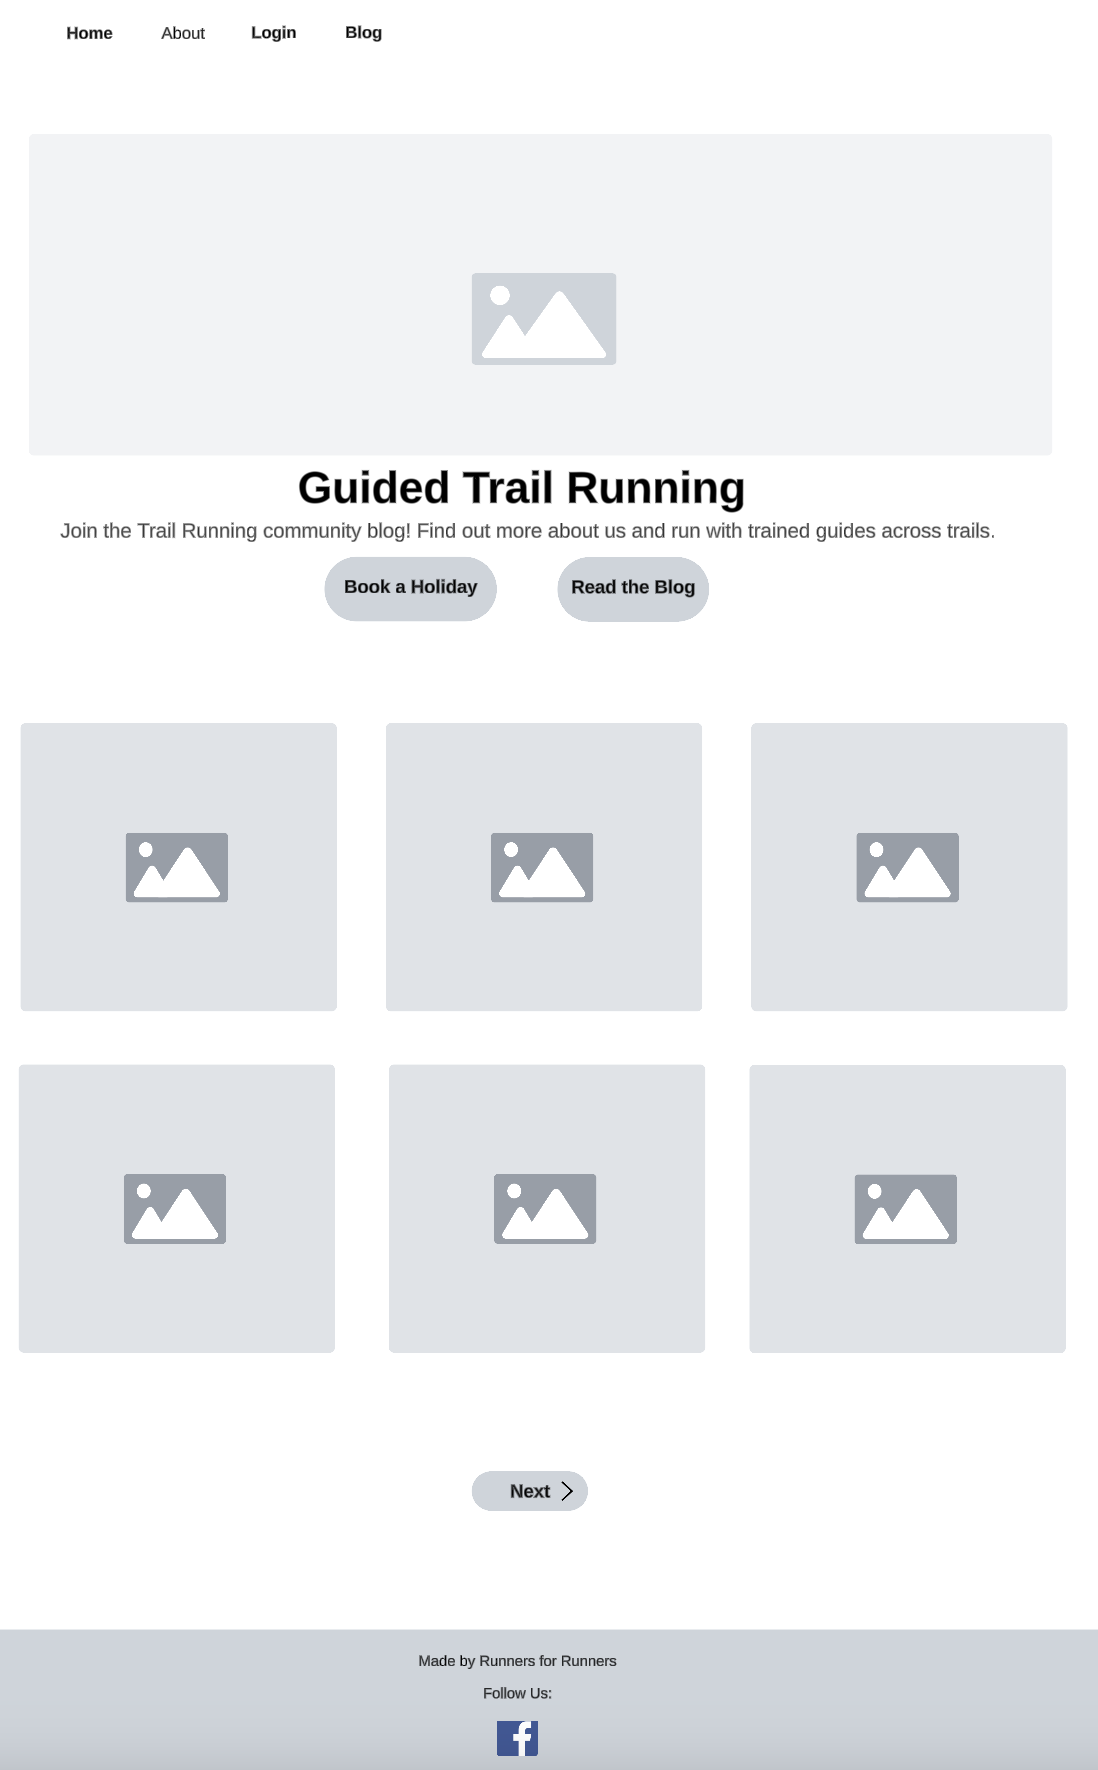 Home About Login Blog
Guided Trail Running
Join the Trail Running community blog! Find out more about us and run with trained guides across trails.
Book a Holiday Read the Blog
Next
Made by Runners for Runners
Follow Us: